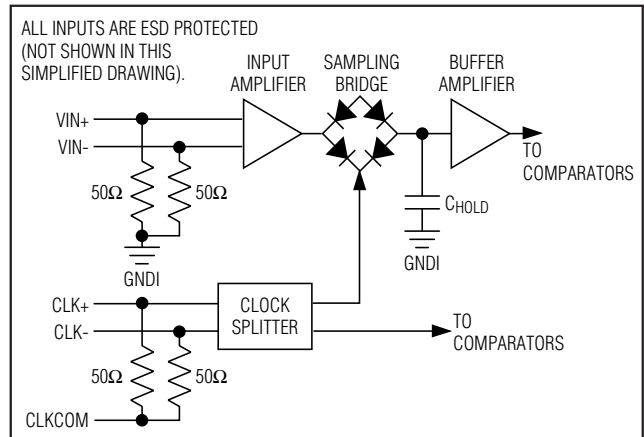 ALL INPUTS ARE ESD PROTECTED
(NOT SHOWN IN THIS
SIMPLIFIED DRAWING).
INPUT
AMPLIFIER
SAMPLING
BRIDGE
BUFFER
AMPLIFIER
VIN+
VIN-
TO
COMPARATORS
50Ω
50Ω
CHOLD
GNDI
GNDI
CLK+
CLK-
CLOCK
SPLITTER
TO
COMPARATORS
50Ω
50Ω
CLKCOM